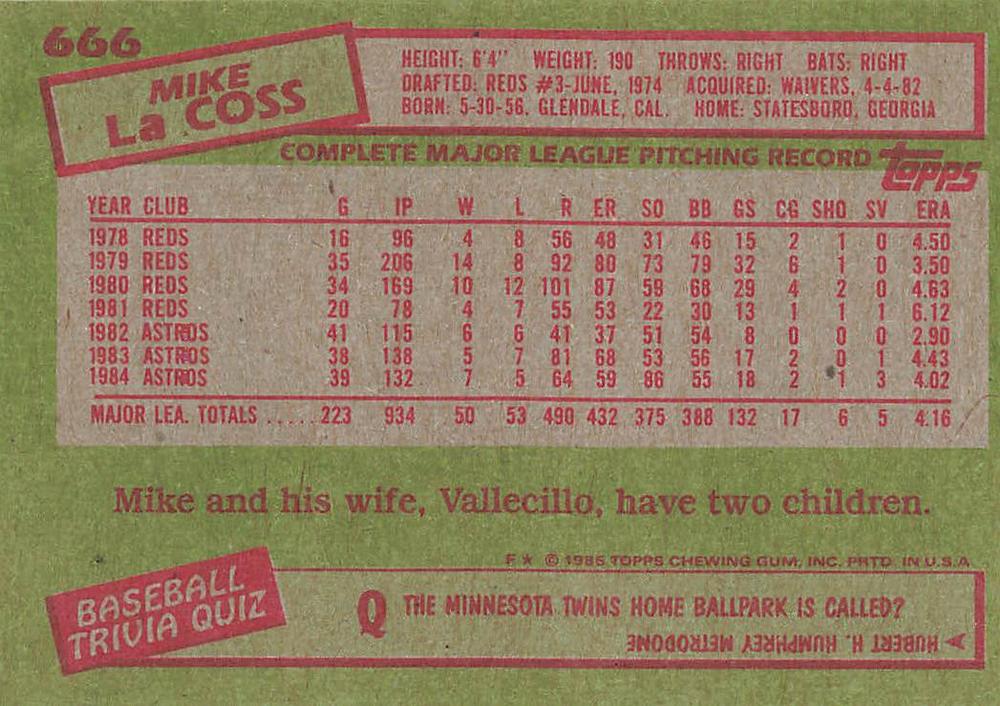 666
MIKE
La COSS
HEIGHT: 6'4" WEIGHT: 190 THROWS: RIGHT BATS: RIGHT
DRAFTED: REDS #3-JUNE, 1974 ACQUIRED: WAIVERS, 4-4-82
BORN: 5-30-56, GLENDALE, CAL. HOME: STATESBORO, GEORGIA
COMPLETE MAJOR LEAGUE PITCHING RECORD topps
YEAR CLUB G IP W L R ER SO BB GS CG SHO SV ERA
1978 REDS 16 96 4 8 56 48 31 46 15 2 1 0 4.50
1979 REDS 35 206 14 8 92 80 73 79 32 6 1 0 3.50
1980 REDS 34 169 10 12 101 87 59 68 29 4 2 0 4.63
1981 REDS 20 78 4 7 55 53 22 30 13 1 1 1 6.12
1982 ASTROS 41 115 6 6 41 37 51 54 8 0 0 0 2.90
1983 ASTROS 38 138 5 7 81 68 53 56 17 2 0 1 4.43
1984 ASTROS 39 132 7 5 64 59 86 55 18 2 1 3 4.02
MAJOR LEA. TOTALS ..... 223 934 50 53 490 432 375 388 132 17 6 5 4.16
Mike and his wife, Vallecillo, have two children.
F★ © 1985 TOPPS CHEWING GUM, INC. PRTD. IN U.S.A.
BASEBALL
TRIVIA QUIZ
Q THE MINNESOTA TWINS HOME BALLPARK IS CALLED?
A HUBERT H. HUMPHREY METRODOME